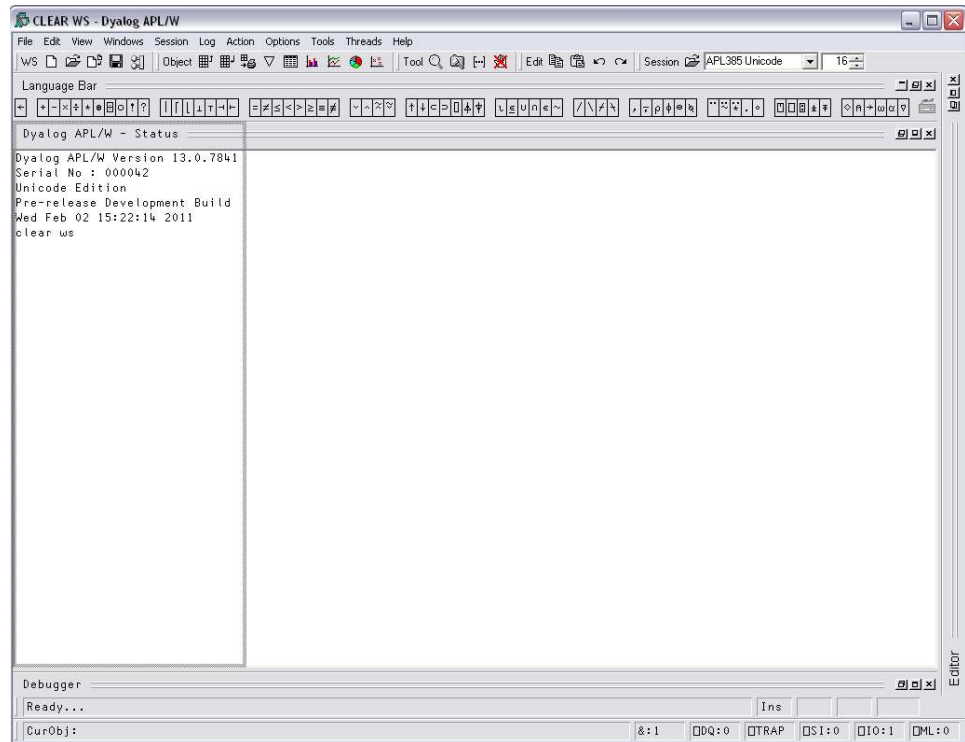 CLEAR WS - Dyalog APL/W
File Edit View Windows Session Log Action Options Tools Threads Help
WS Object Tool Edit Session APL385 Unicode 16
Language Bar
Dyalog APL/W - Status
Dyalog APL/W Version 13.0.7841
Serial No : 000042
Unicode Edition
Pre-release Development Build
Wed Feb 02 15:22:14 2011
clear ws
Editor
Debugger
Ready... Ins
CurObj: &:1 ⎕DQ:0 ⎕TRAP ⎕SI:0 ⎕IO:1 ⎕ML:0